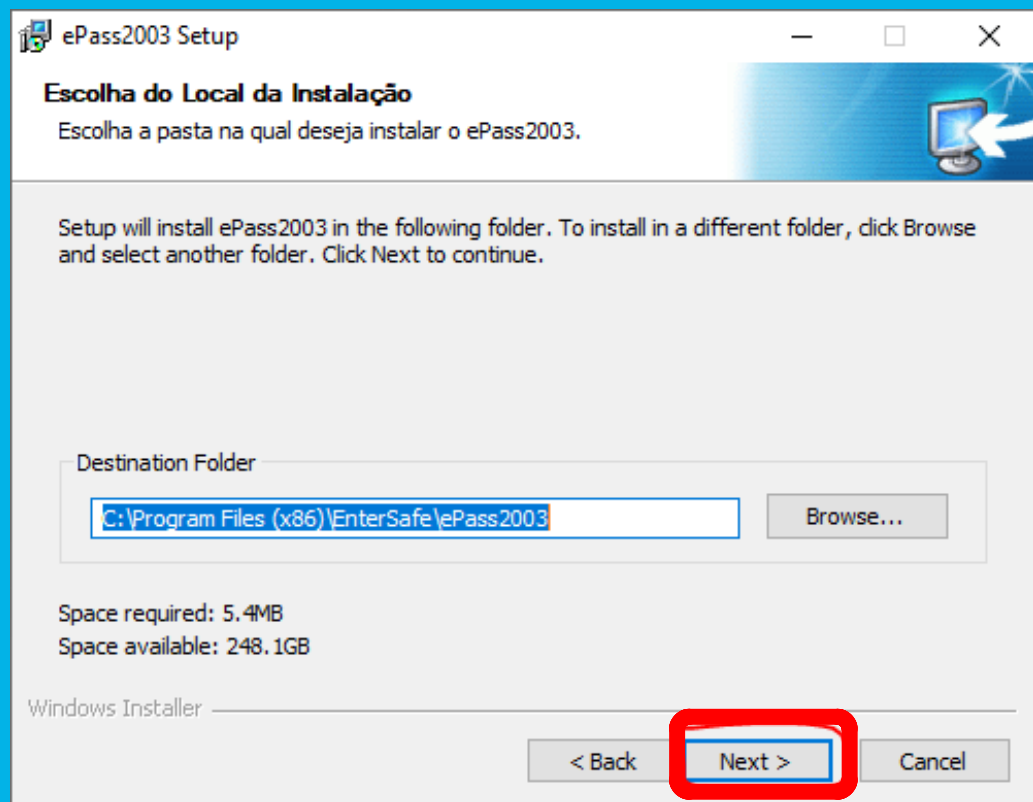 ePass2003 Setup
Escolha do Local da Instalação
Escolha a pasta na qual deseja instalar o ePass2003.
Setup will install ePass2003 in the following folder. To install in a different folder, click Browse
and select another folder. Click Next to continue.
Destination Folder
C:\Program Files (x86)\EnterSafe\ePass2003
Browse...
Space required: 5.4MB
Space available: 248.1GB
Windows Installer
< Back
Next >
Cancel